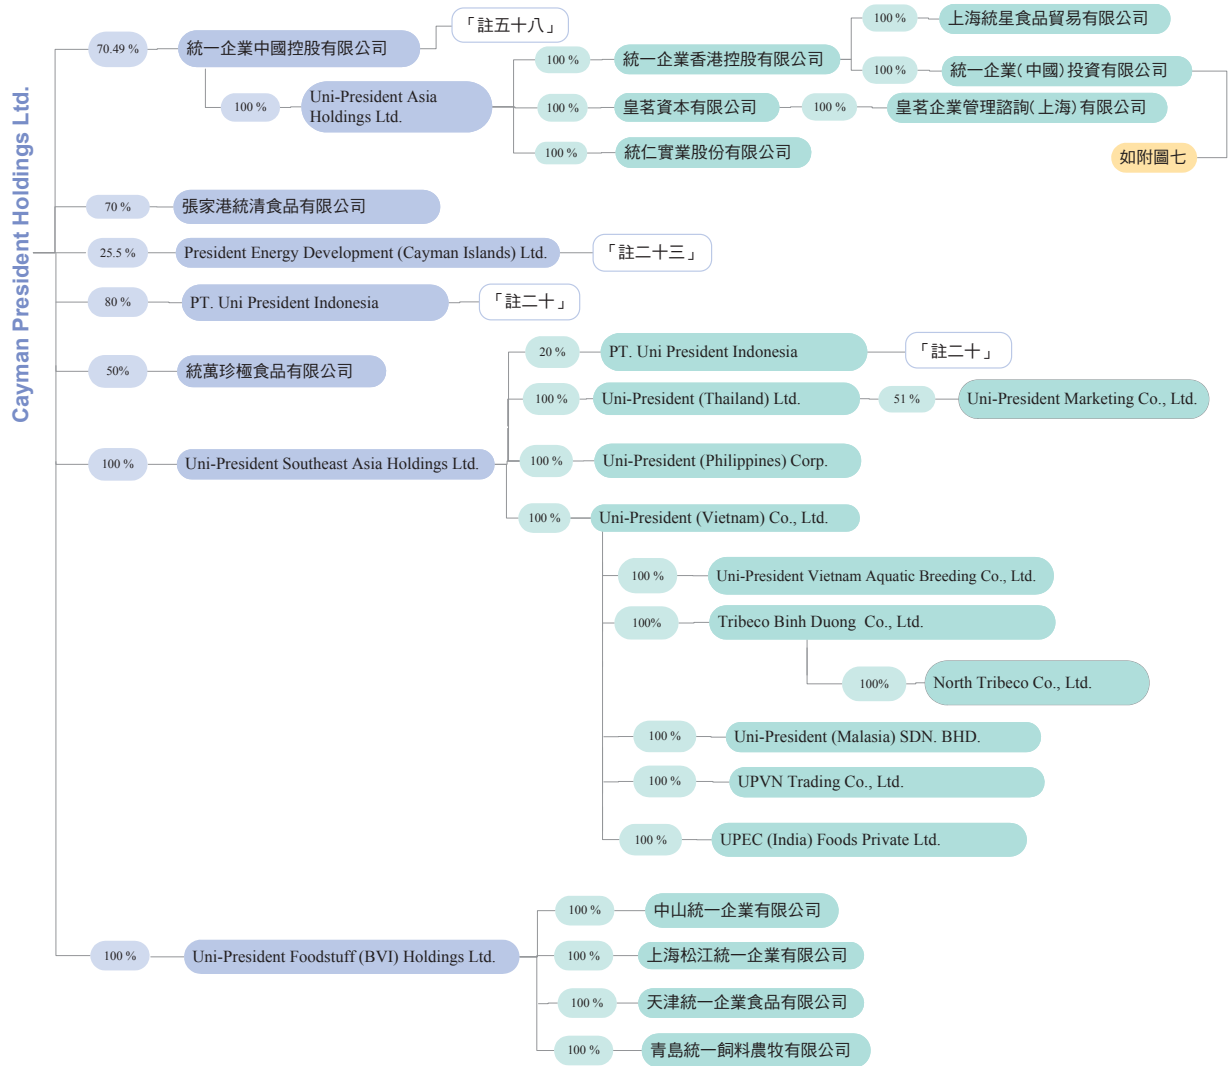 Cayman President Holdings Ltd.
70.49 %
統一企業中國控股有限公司
「註五十八」
100 %
Uni-President Asia
Holdings Ltd.
100 %
統一企業香港控股有限公司
100 %
上海統星食品貿易有限公司
100 %
統一企業(中國)投資有限公司
如附圖七
100 %
皇茗資本有限公司
100 %
皇茗企業管理諮詢(上海)有限公司
100 %
統仁實業股份有限公司
70 %
張家港統清食品有限公司
25.5 %
President Energy Development (Cayman Islands) Ltd.
「註二十三」
80 %
PT. Uni President Indonesia
「註二十」
50%
統萬珍極食品有限公司
100 %
Uni-President Southeast Asia Holdings Ltd.
20 %
PT. Uni President Indonesia
「註二十」
100 %
Uni-President (Thailand) Ltd.
51 %
Uni-President Marketing Co., Ltd.
100 %
Uni-President (Philippines) Corp.
100 %
Uni-President (Vietnam) Co., Ltd.
100 %
Uni-President Vietnam Aquatic Breeding Co., Ltd.
100%
Tribeco Binh Duong Co., Ltd.
100%
North Tribeco Co., Ltd.
100 %
Uni-President (Malasia) SDN. BHD.
100 %
UPVN Trading Co., Ltd.
100 %
UPEC (India) Foods Private Ltd.
100 %
Uni-President Foodstuff (BVI) Holdings Ltd.
100 %
中山統一企業有限公司
100 %
上海松江統一企業有限公司
100 %
天津統一企業食品有限公司
100 %
青島統一飼料農牧有限公司